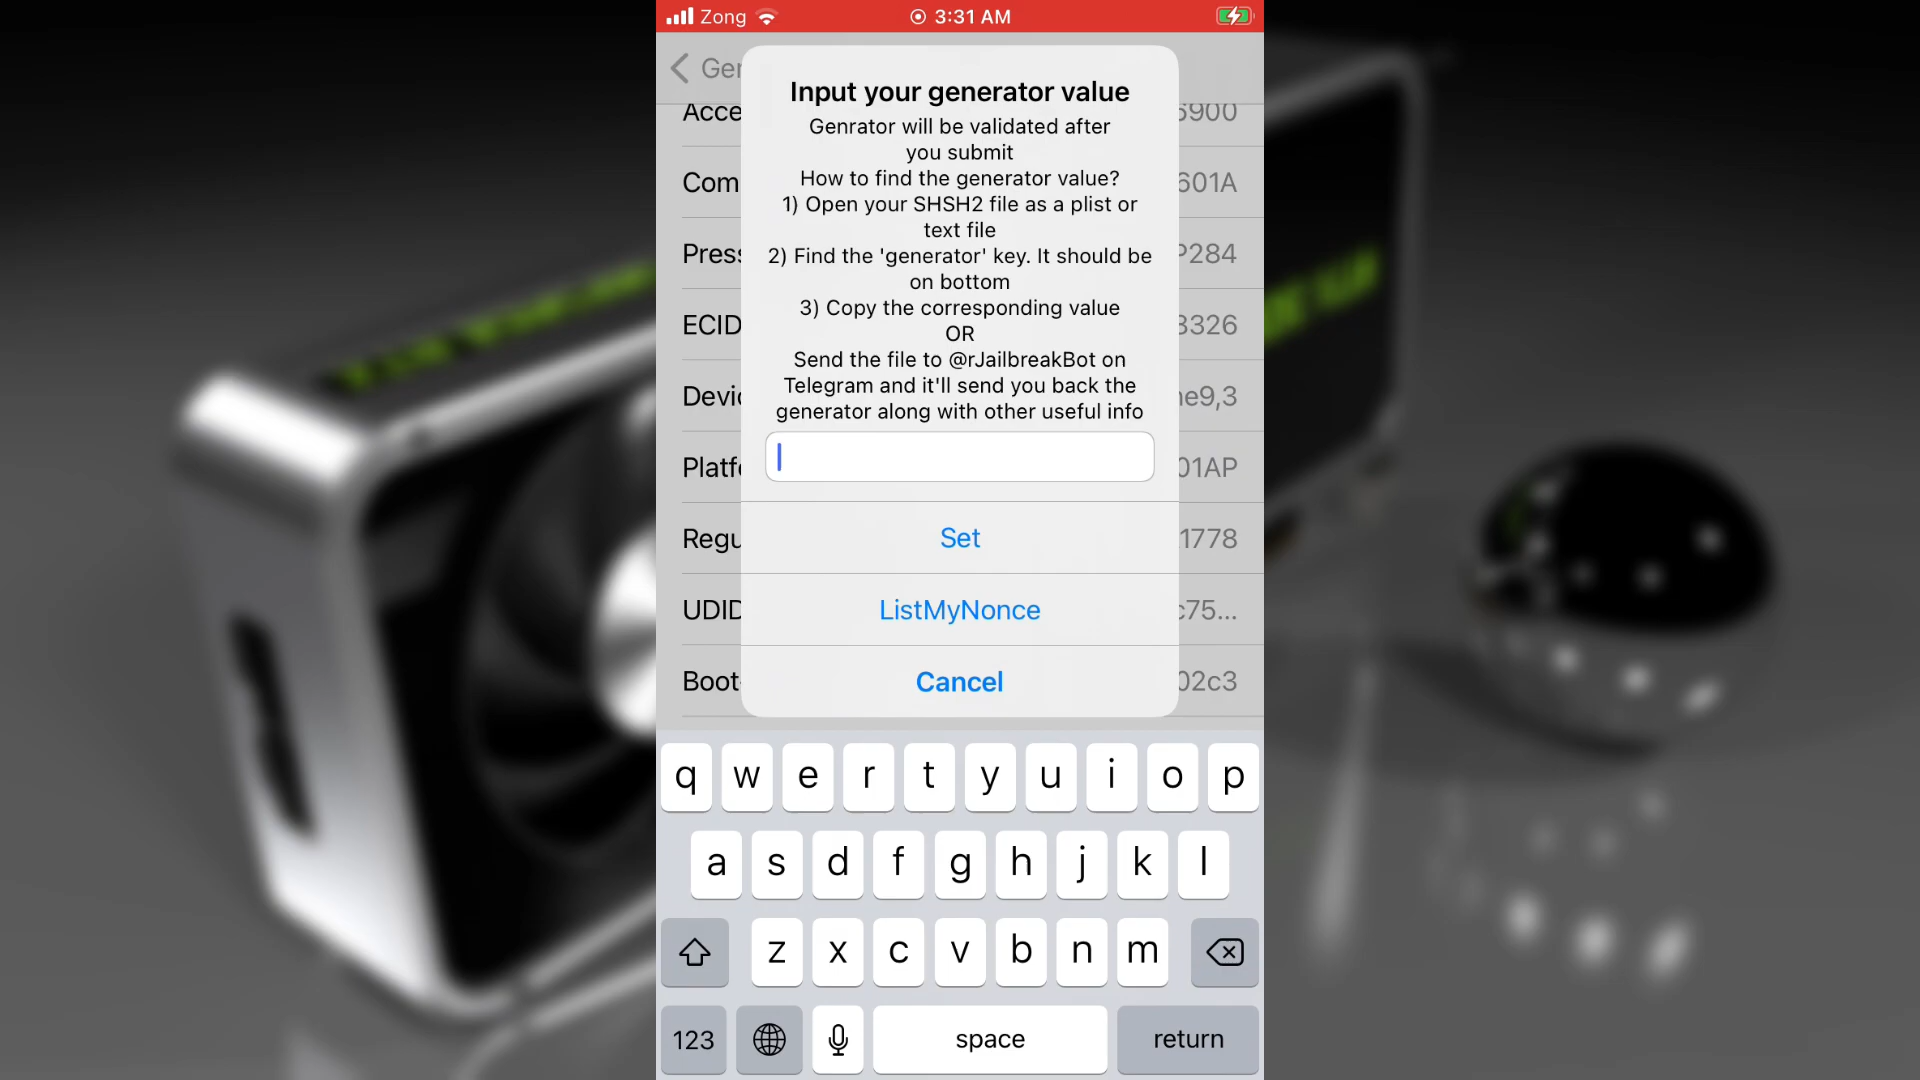 Zong 3:31 AM
Ger
Acce 6900
Com 601A
Press P284
ECID 3326
Devic ne9,3
Platfo 01AP
Regu 1778
UDID c75...
Boot- 02c3
Input your generator value
Genrator will be validated after
you submit
How to find the generator value?
1) Open your SHSH2 file as a plist or
text file
2) Find the 'generator' key. It should be
on bottom
3) Copy the corresponding value
OR
Send the file to @rJailbreakBot on
Telegram and it'll send you back the
generator along with other useful info
Set
ListMyNonce
Cancel
q w e r t y u i o p
a s d f g h j k l
z x c v b n m
123 space return